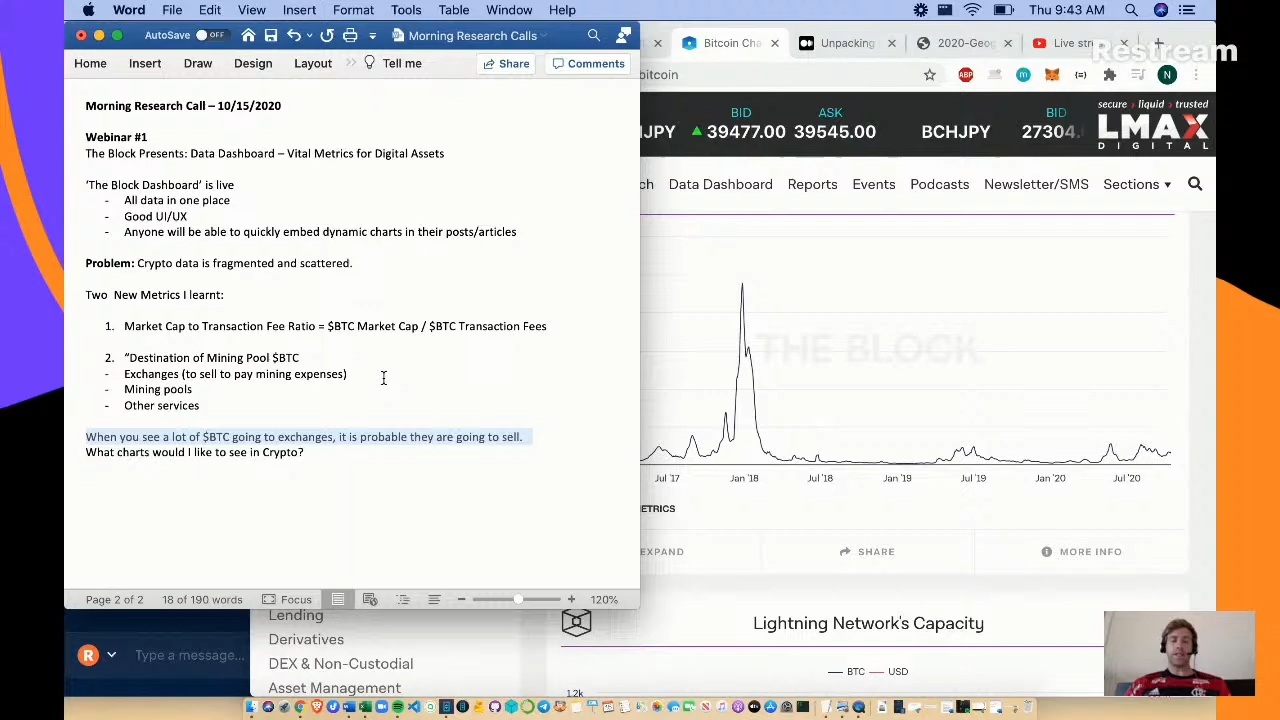 Word File Edit View Insert Format Tools Table Window Help Thu 9:43 AM
AutoSave OFF Morning Research Calls
Home Insert Draw Design Layout Tell me Share Comments
Bitcoin Cha Unpacking 2020-Geog Live str
Restream
bitcoin ABP m N
Morning Research Call – 10/15/2020
Webinar #1
The Block Presents: Data Dashboard – Vital Metrics for Digital Assets
‘The Block Dashboard’ is live
- All data in one place
- Good UI/UX
- Anyone will be able to quickly embed dynamic charts in their posts/articles
Problem: Crypto data is fragmented and scattered.
Two New Metrics I learnt:
1. Market Cap to Transaction Fee Ratio = $BTC Market Cap / $BTC Transaction Fees
2. “Destination of Mining Pool $BTC
- Exchanges (to sell to pay mining expenses)
- Mining pools
- Other services
When you see a lot of $BTC going to exchanges, it is probable they are going to sell.
What charts would I like to see in Crypto?
Page 2 of 2 18 of 190 words Focus 120%
BID ASK BID
JPY 39477.00 39545.00 BCHJPY 27304.
secure › liquid › trusted
LMAX
DIGITAL
ch Data Dashboard Reports Events Podcasts Newsletter/SMS Sections
THE BLOCK
Jul '17 Jan '18 Jul '18 Jan '19 Jul '19 Jan '20 Jul '20
ETRICS
EXPAND SHARE MORE INFO
Lightning Network's Capacity
BTC USD
1.2k
Lending
Derivatives
DEX & Non-Custodial
Asset Management
R Type a message...